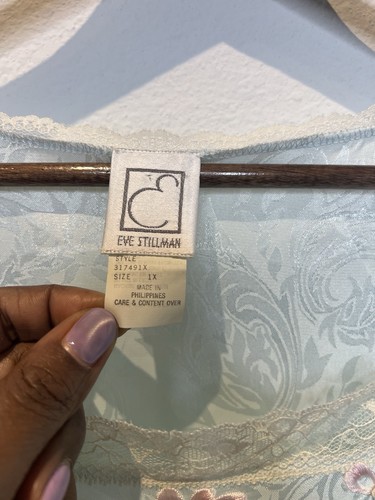 EVE STILLMAN
STYLE
317491X
SIZE 1X
MADE IN
PHILIPPINES
CARE & CONTENT OVER